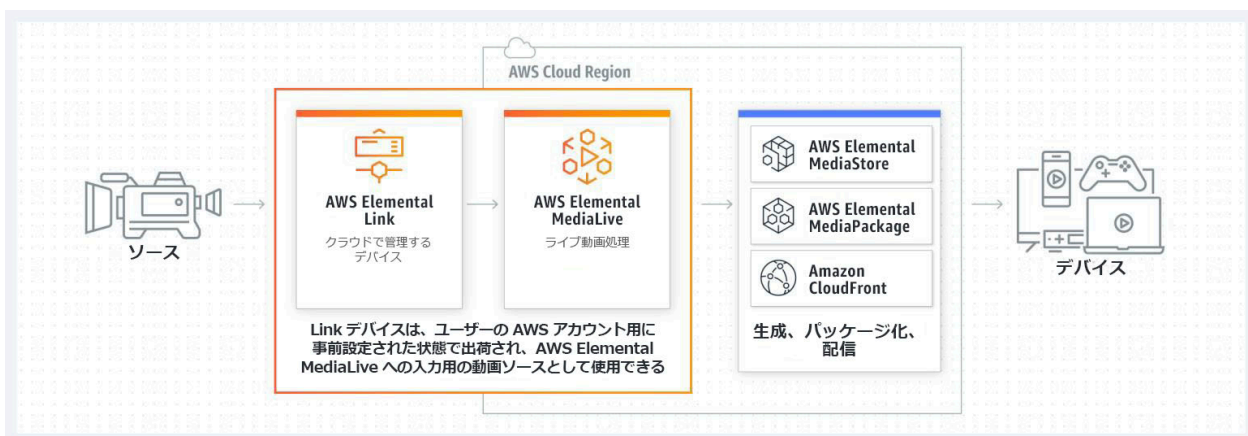 AWS Cloud Region
ソース
AWS Elemental
Link
クラウドで管理する
デバイス
AWS Elemental
MediaLive
ライブ動画処理
Link デバイスは、ユーザーの AWS アカウント用に
事前設定された状態で出荷され、AWS Elemental
MediaLive への入力用の動画ソースとして使用できる
AWS Elemental
MediaStore
AWS Elemental
MediaPackage
Amazon
CloudFront
生成、パッケージ化、
配信
デバイス